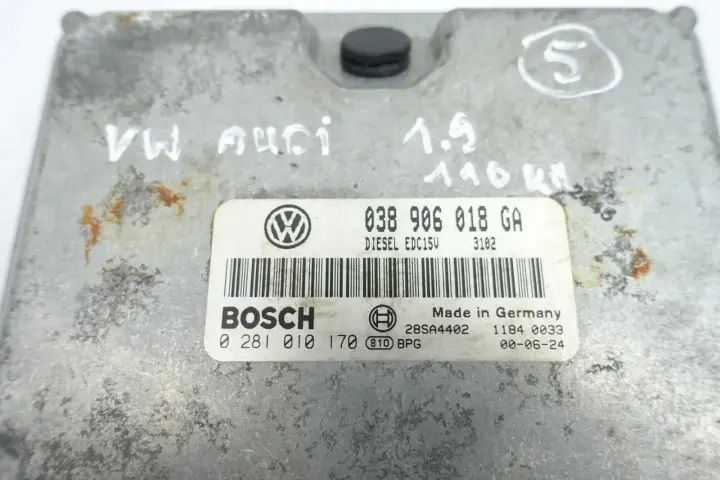 5
VW AUDI 1.9
110 KM
038 906 018 GA
DIESEL EDC15V 3102
BOSCH
Made in Germany
28SA4402 1184 0033
0 281 010 170 810 BPG 00-06-24